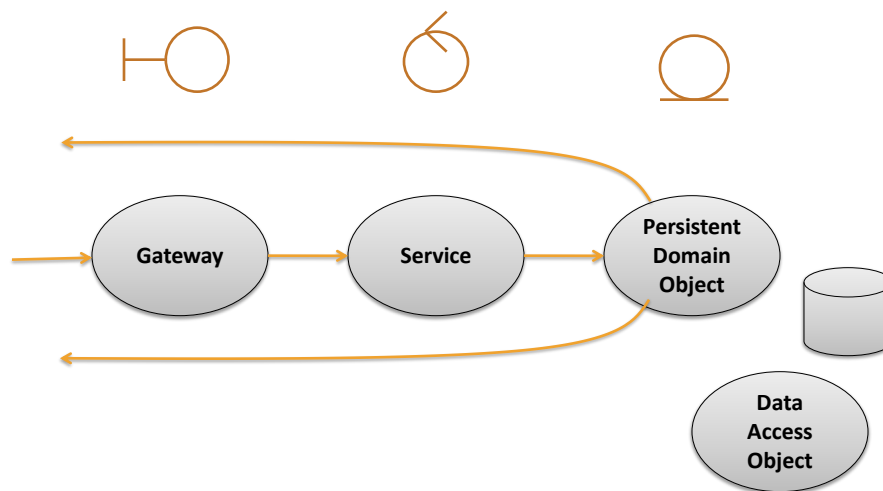 Gateway
Service
Persistent
Domain
Object
Data
Access
Object